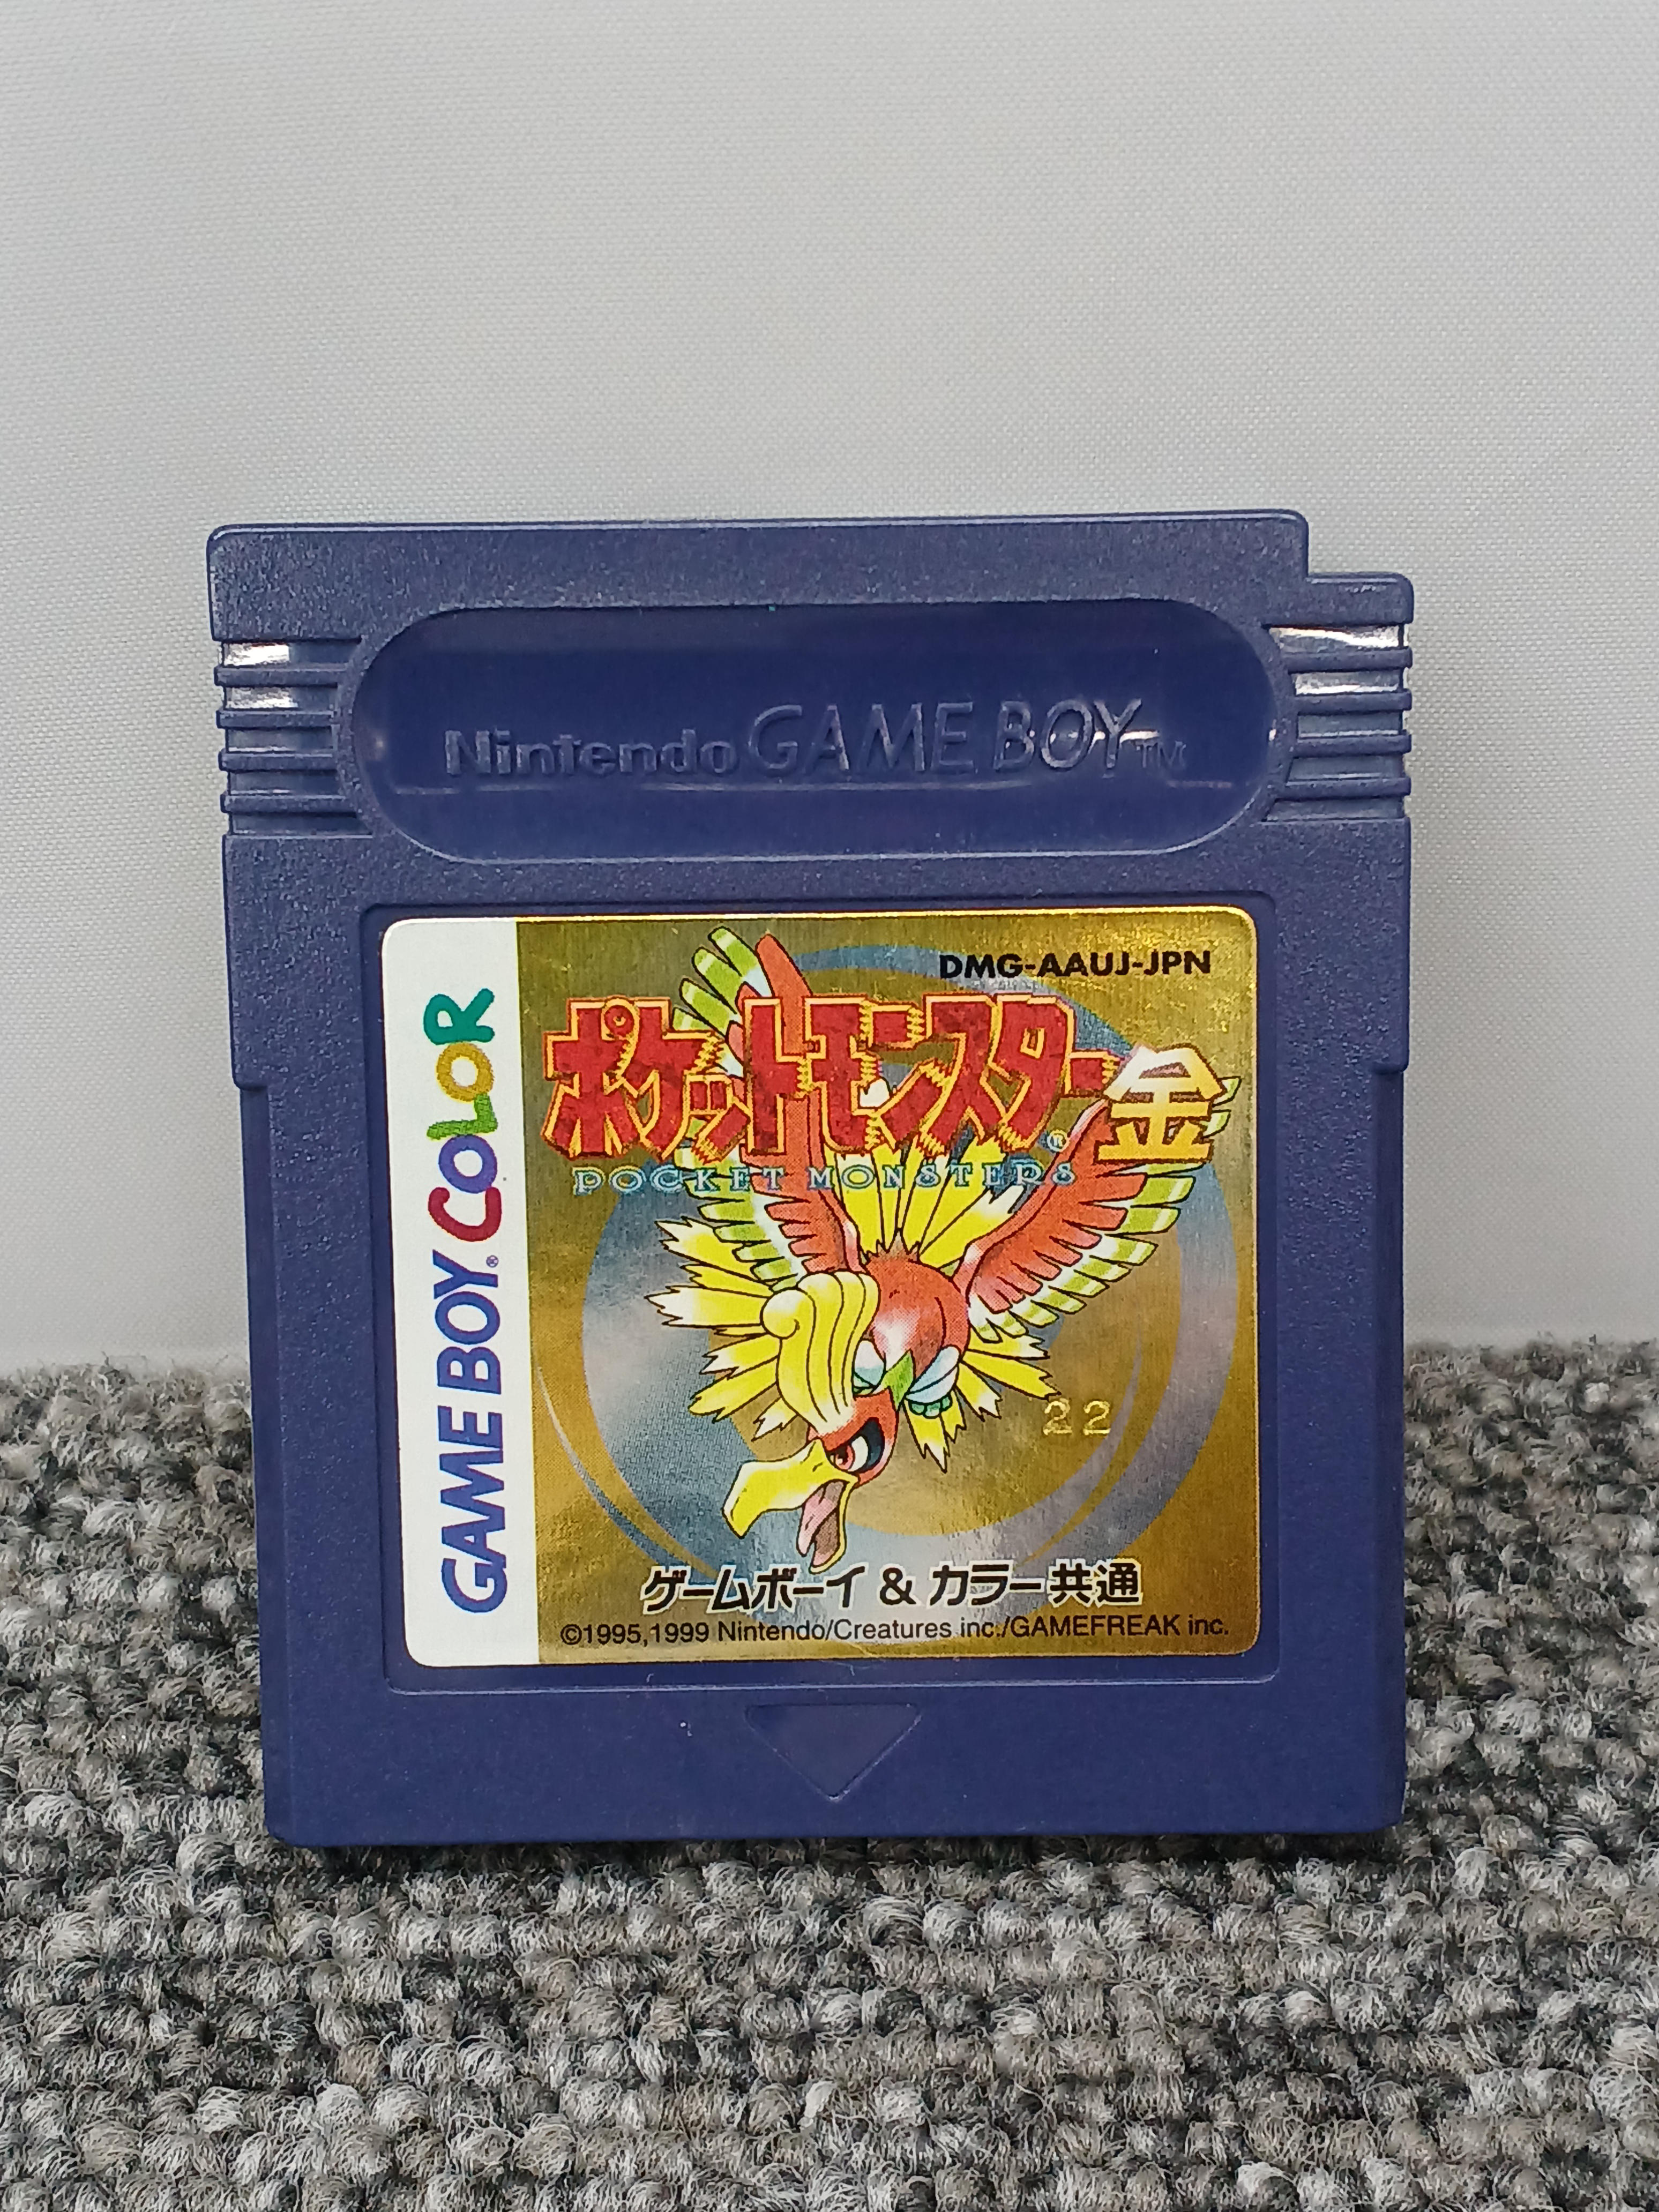 Nintendo GAME BOY™
GAME BOY® COLOR
DMG-AAUJ-JPN
ポケットモンスター®金
POCKET MONSTERS
22
ゲームボーイ & カラー共通
©1995,1999 Nintendo/Creatures inc./GAMEFREAK inc.